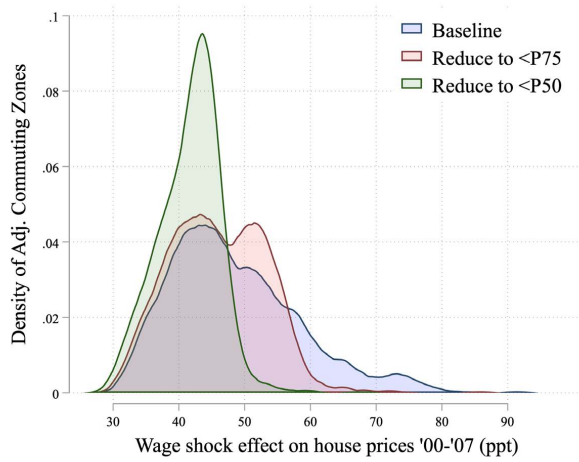 .1
.08
.06
.04
.02
0
Density of Adj. Commuting Zones
Baseline
Reduce to <P75
Reduce to <P50
30 40 50 60 70 80 90
Wage shock effect on house prices '00-'07 (ppt)